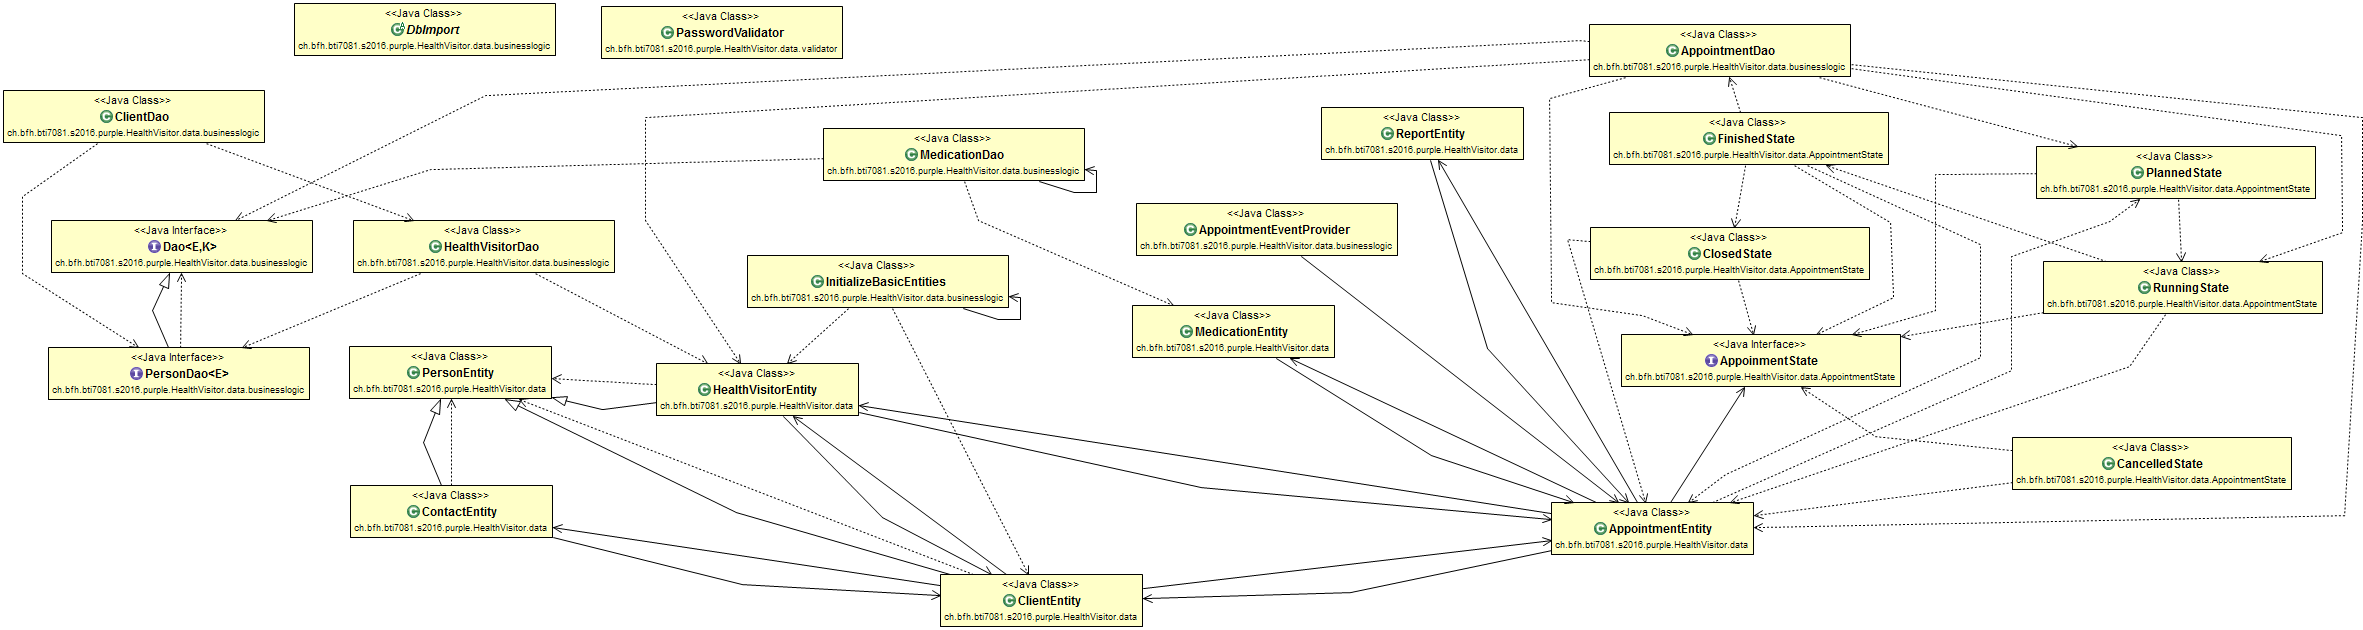 <<Java Class>>
DbImport
ch.bfh.bti7081.s2016.purple.HealthVisitor.data.businesslogic
<<Java Class>>
PasswordValidator
ch.bfh.bti7081.s2016.purple.HealthVisitor.data.validator
<<Java Class>>
AppointmentDao
ch.bfh.bti7081.s2016.purple.HealthVisitor.data.businesslogic
<<Java Class>>
ClientDao
ch.bfh.bti7081.s2016.purple.HealthVisitor.data.businesslogic
<<Java Class>>
ReportEntity
ch.bfh.bti7081.s2016.purple.HealthVisitor.data
<<Java Class>>
FinishedState
ch.bfh.bti7081.s2016.purple.HealthVisitor.data.AppointmentState
<<Java Class>>
MedicationDao
ch.bfh.bti7081.s2016.purple.HealthVisitor.data.businesslogic
<<Java Class>>
PlannedState
ch.bfh.bti7081.s2016.purple.HealthVisitor.data.AppointmentState
<<Java Class>>
AppointmentEventProvider
ch.bfh.bti7081.s2016.purple.HealthVisitor.data.businesslogic
<<Java Interface>>
Dao<E,K>
ch.bfh.bti7081.s2016.purple.HealthVisitor.data.businesslogic
<<Java Class>>
HealthVisitorDao
ch.bfh.bti7081.s2016.purple.HealthVisitor.data.businesslogic
<<Java Class>>
ClosedState
ch.bfh.bti7081.s2016.purple.HealthVisitor.data.AppointmentState
<<Java Class>>
InitializeBasicEntities
ch.bfh.bti7081.s2016.purple.HealthVisitor.data.businesslogic
<<Java Class>>
RunningState
ch.bfh.bti7081.s2016.purple.HealthVisitor.data.AppointmentState
<<Java Class>>
MedicationEntity
ch.bfh.bti7081.s2016.purple.HealthVisitor.data
<<Java Interface>>
AppoinmentState
ch.bfh.bti7081.s2016.purple.HealthVisitor.data.AppointmentState
<<Java Interface>>
PersonDao<E>
ch.bfh.bti7081.s2016.purple.HealthVisitor.data.businesslogic
<<Java Class>>
PersonEntity
ch.bfh.bti7081.s2016.purple.HealthVisitor.data
<<Java Class>>
HealthVisitorEntity
ch.bfh.bti7081.s2016.purple.HealthVisitor.data
<<Java Class>>
CancelledState
ch.bfh.bti7081.s2016.purple.HealthVisitor.data.AppointmentState
<<Java Class>>
ContactEntity
ch.bfh.bti7081.s2016.purple.HealthVisitor.data
<<Java Class>>
AppointmentEntity
ch.bfh.bti7081.s2016.purple.HealthVisitor.data
<<Java Class>>
ClientEntity
ch.bfh.bti7081.s2016.purple.HealthVisitor.data